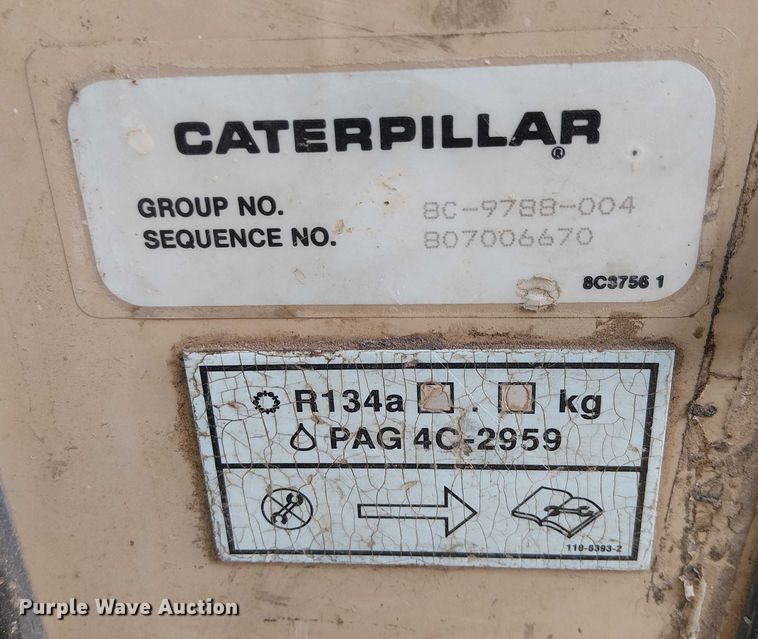 CATERPILLAR®
GROUP NO. 8C-9788-004
SEQUENCE NO. 807006670
8C3756 1
R134a . kg
PAG 4C-2959
110-8393-2
Purple Wave Auction